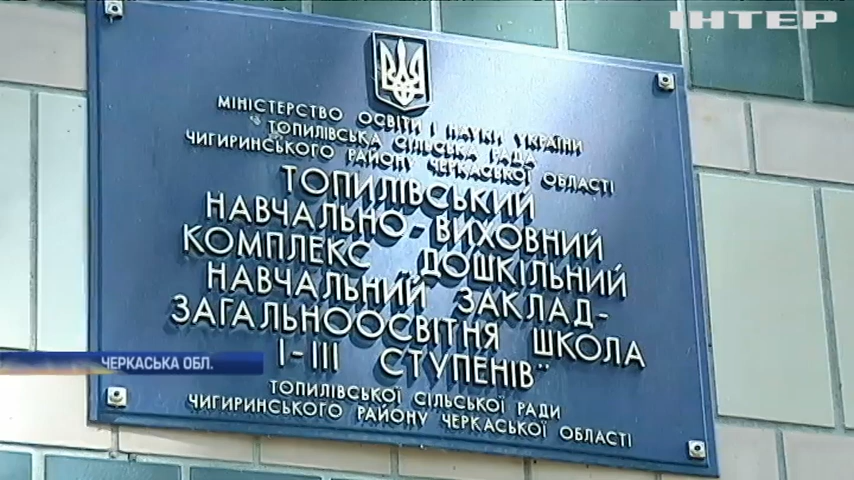 ІНТЕР
МІНІСТЕРСТВО ОСВІТИ І НАУКИ УКРАЇНИ
ТОПИЛІВСЬКА СІЛЬСЬКА РАДА
ЧИГИРИНСЬКОГО РАЙОНУ ЧЕРКАСЬКОЇ ОБЛАСТІ
ТОПИЛІВСЬКИЙ
НАВЧАЛЬНО-ВИХОВНИЙ
КОМПЛЕКС "ДОШКІЛЬНИЙ
НАВЧАЛЬНИЙ ЗАКЛАД-
ЗАГАЛЬНООСВІТНЯ ШКОЛА
І-ІІІ СТУПЕНІВ"
ТОПИЛІВСЬКОЇ СІЛЬСЬКОЇ РАДИ
ЧИГИРИНСЬКОГО РАЙОНУ ЧЕРКАСЬКОЇ ОБЛАСТІ
ЧЕРКАСЬКА ОБЛ.